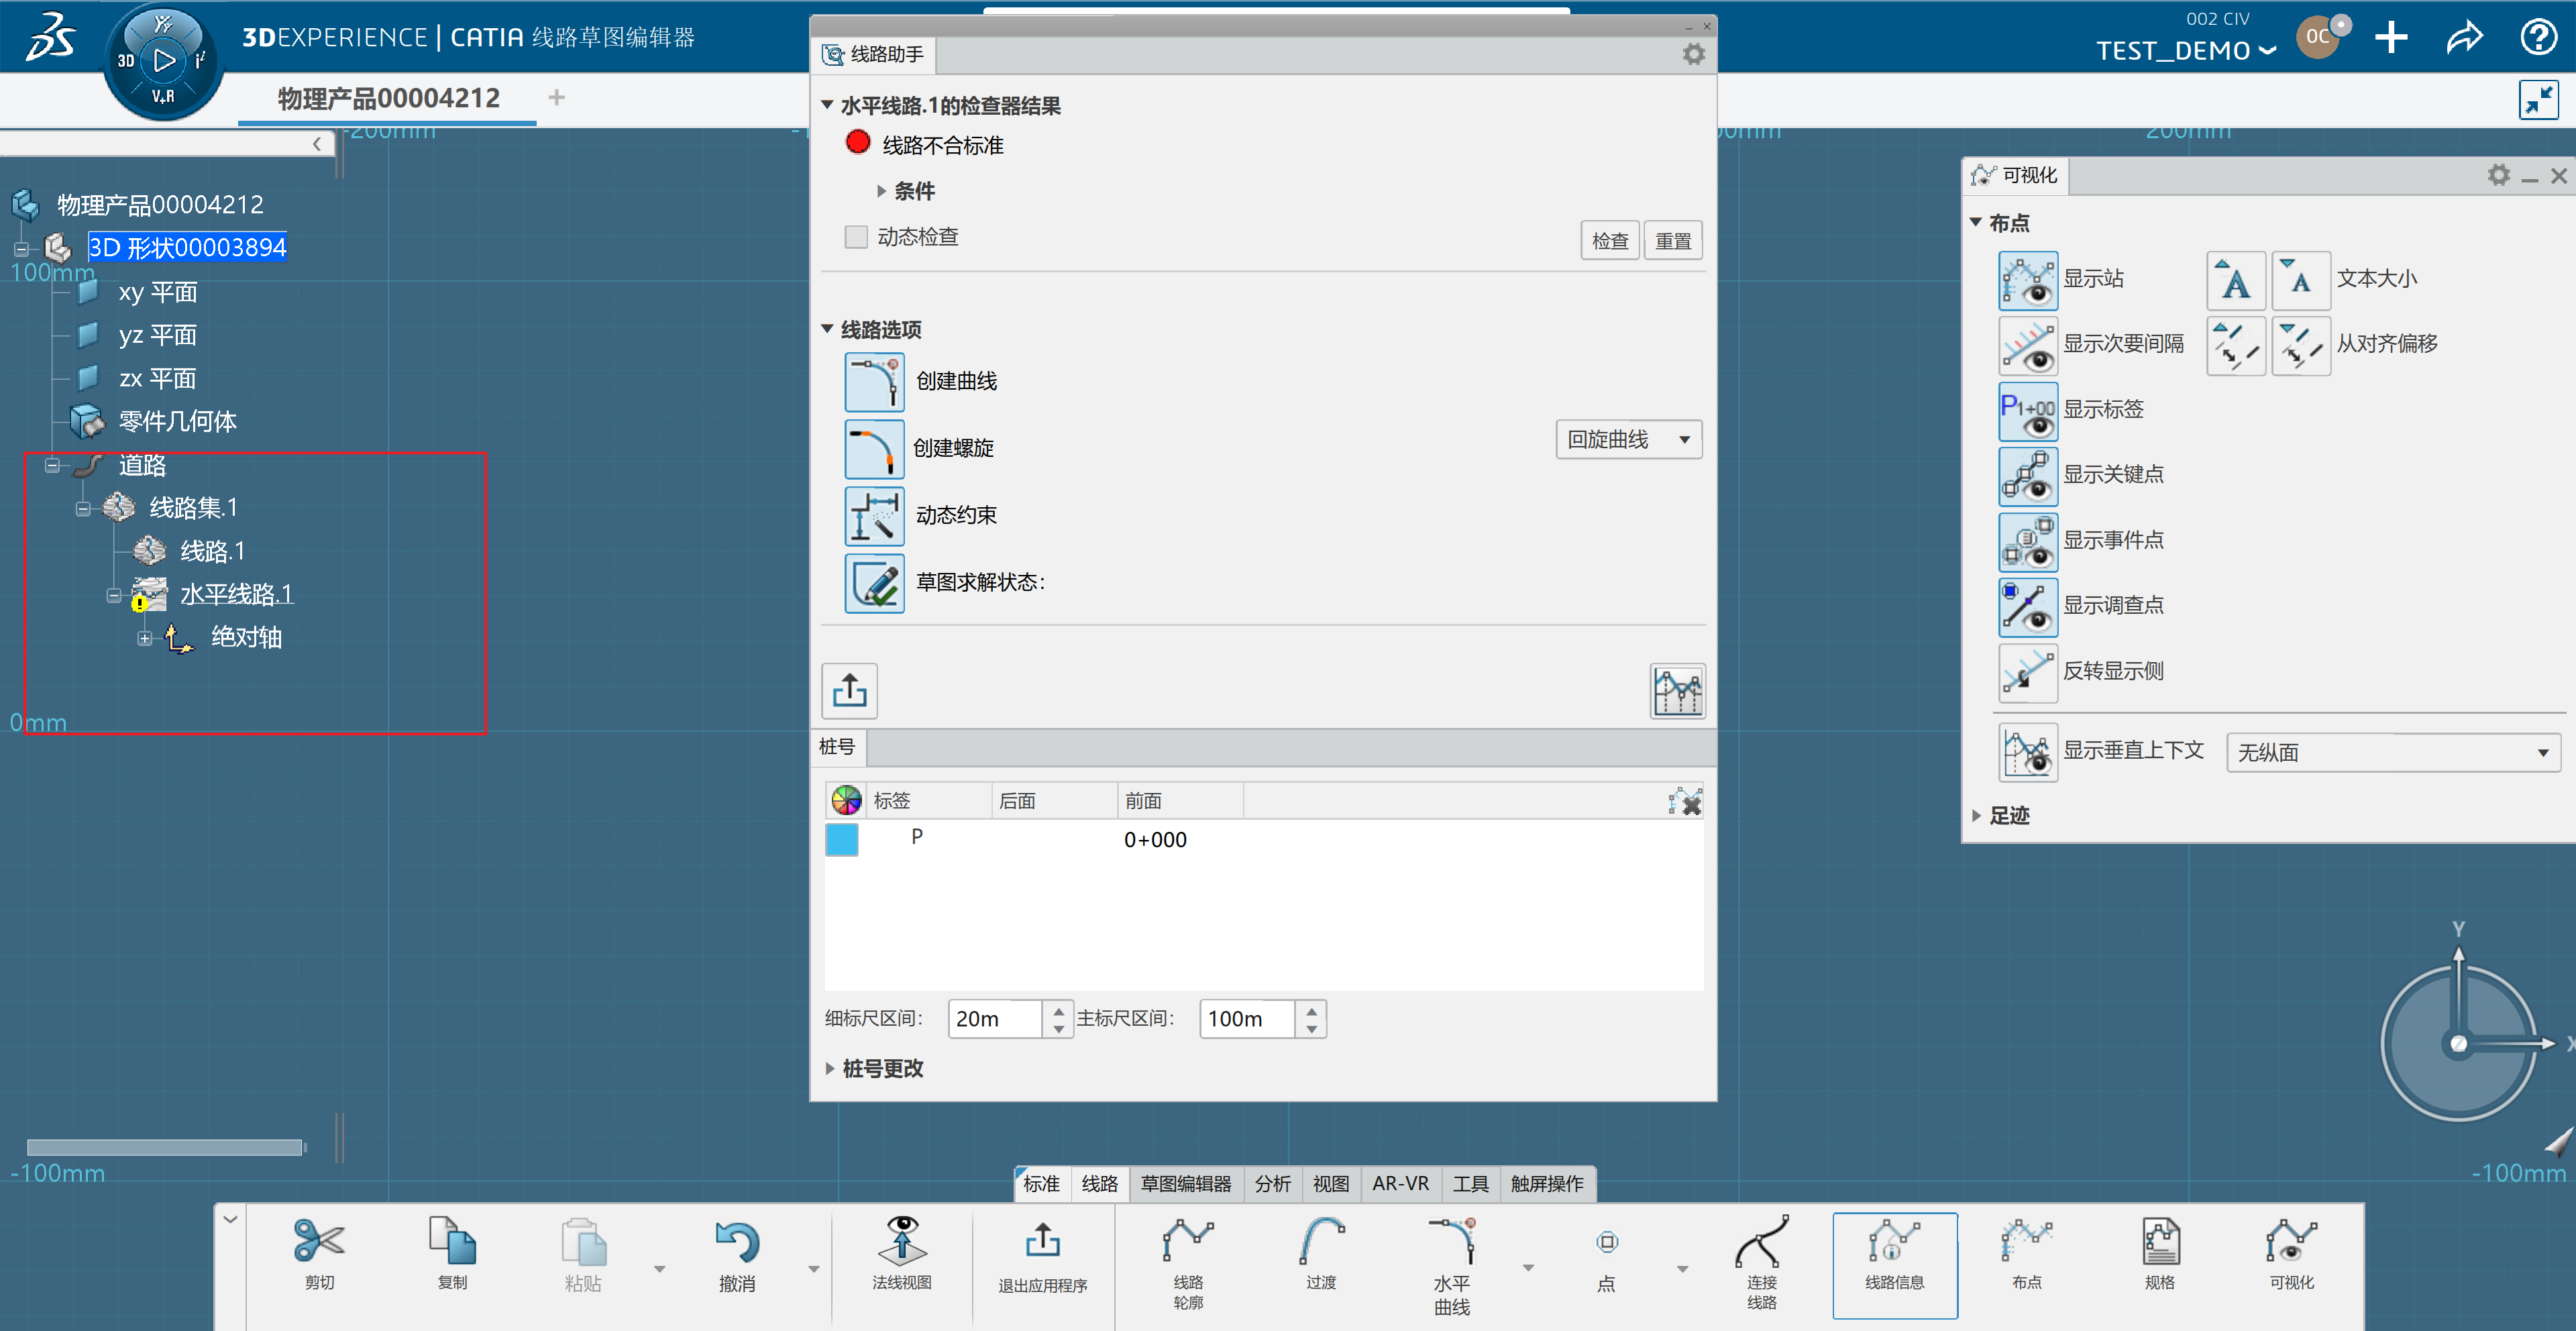 3DEXPERIENCE | CATIA 线路草图编辑器
002 CIV
TEST_DEMO
OC
3D
V+R
物理产品00004212
-200mm
200mm
物理产品00004212
3D 形状00003894
100mm
xy 平面
yz 平面
zx 平面
零件几何体
道路
线路集.1
线路.1
水平线路.1
绝对轴
0mm
-100mm
线路助手
水平线路.1的检查器结果
线路不合标准
条件
动态检查
检查
重置
线路选项
创建曲线
创建螺旋
回旋曲线
动态约束
草图求解状态:
桩号
标签
后面
前面
P
0+000
细标尺区间:
20m
主标尺区间:
100m
桩号更改
可视化
布点
显示站
文本大小
显示次要间隔
从对齐偏移
P1+00
显示标签
显示关键点
显示事件点
显示调查点
反转显示侧
显示垂直上下文
无纵面
足迹
Y
X
Z
-100mm
标准
线路
草图编辑器
分析
视图
AR-VR
工具
触屏操作
剪切
复制
粘贴
撤消
法线视图
退出应用程序
线路
轮廓
过渡
水平
曲线
点
连接
线路
线路信息
布点
规格
可视化